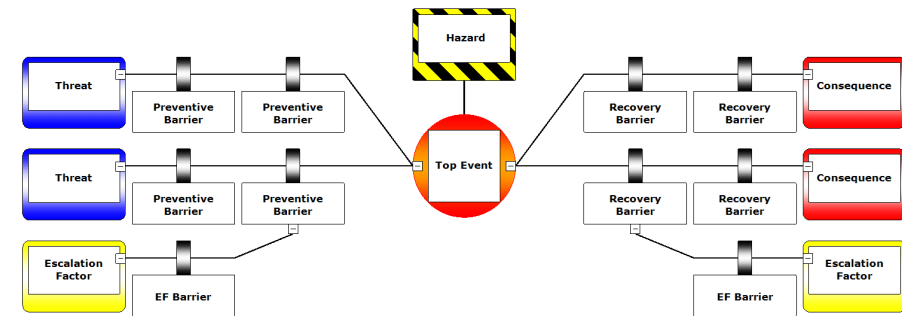 Hazard
Threat
Preventive
Barrier
Preventive
Barrier
Top Event
Recovery
Barrier
Recovery
Barrier
Consequence
Threat
Preventive
Barrier
Preventive
Barrier
Recovery
Barrier
Recovery
Barrier
Consequence
Escalation
Factor
EF Barrier
EF Barrier
Escalation
Factor